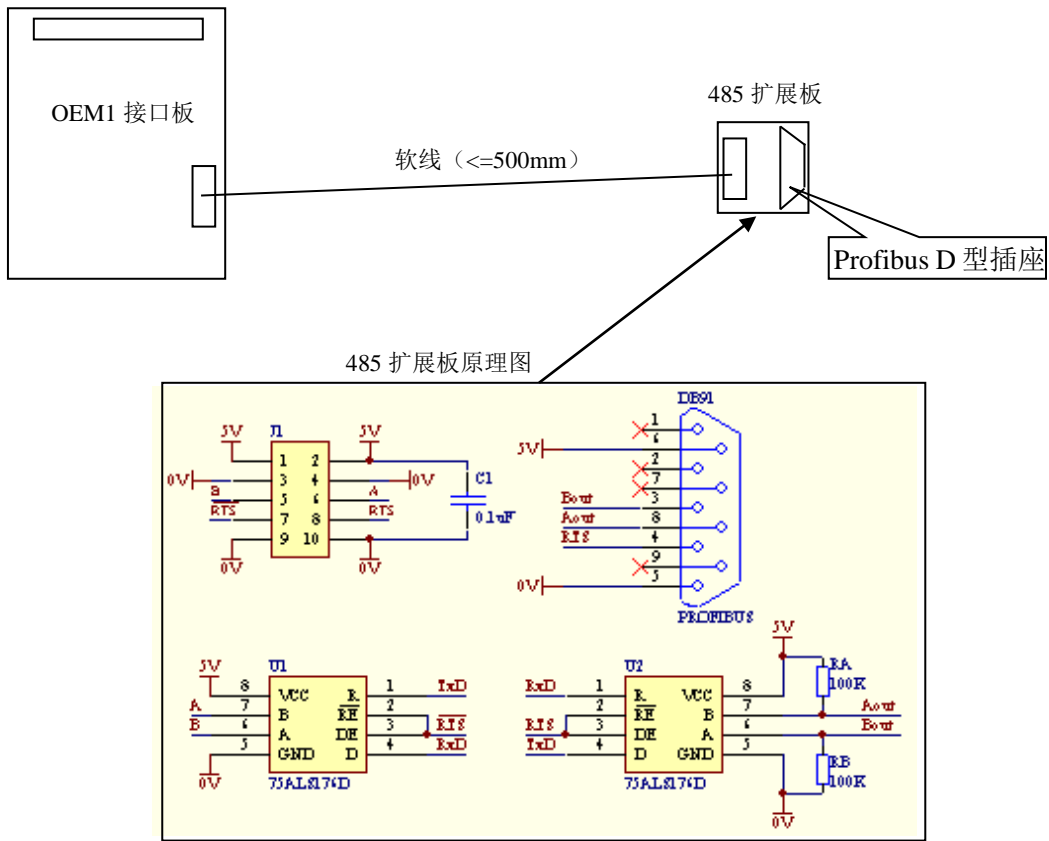 OEM1 接口板
485 扩展板
软线（<=500mm）
Profibus D 型插座
485 扩展板原理图
5V J1 5V
1 2
0V 3 4 0V
B 5 6 A
RTS 7 8 RTS
9 10
0V 0V
C1
0.1uF
DB91
1
5V 6
2
7
Bout 3
Aout 8
RTS 4
9
0V 5
PROFIBUS
5V U1
8 VCC R 1 TxD
A 7 B RE 2
B 6 A DE 3 RTS
5 GND D 4 RxD
0V 75ALS176D
U2 5V
RxD 1 R VCC 8
2 RE B 7 Aout
RTS 3 DE A 6 Bout
TxD 4 D GND 5
75ALS176D
RA
100K
RB
100K
0V